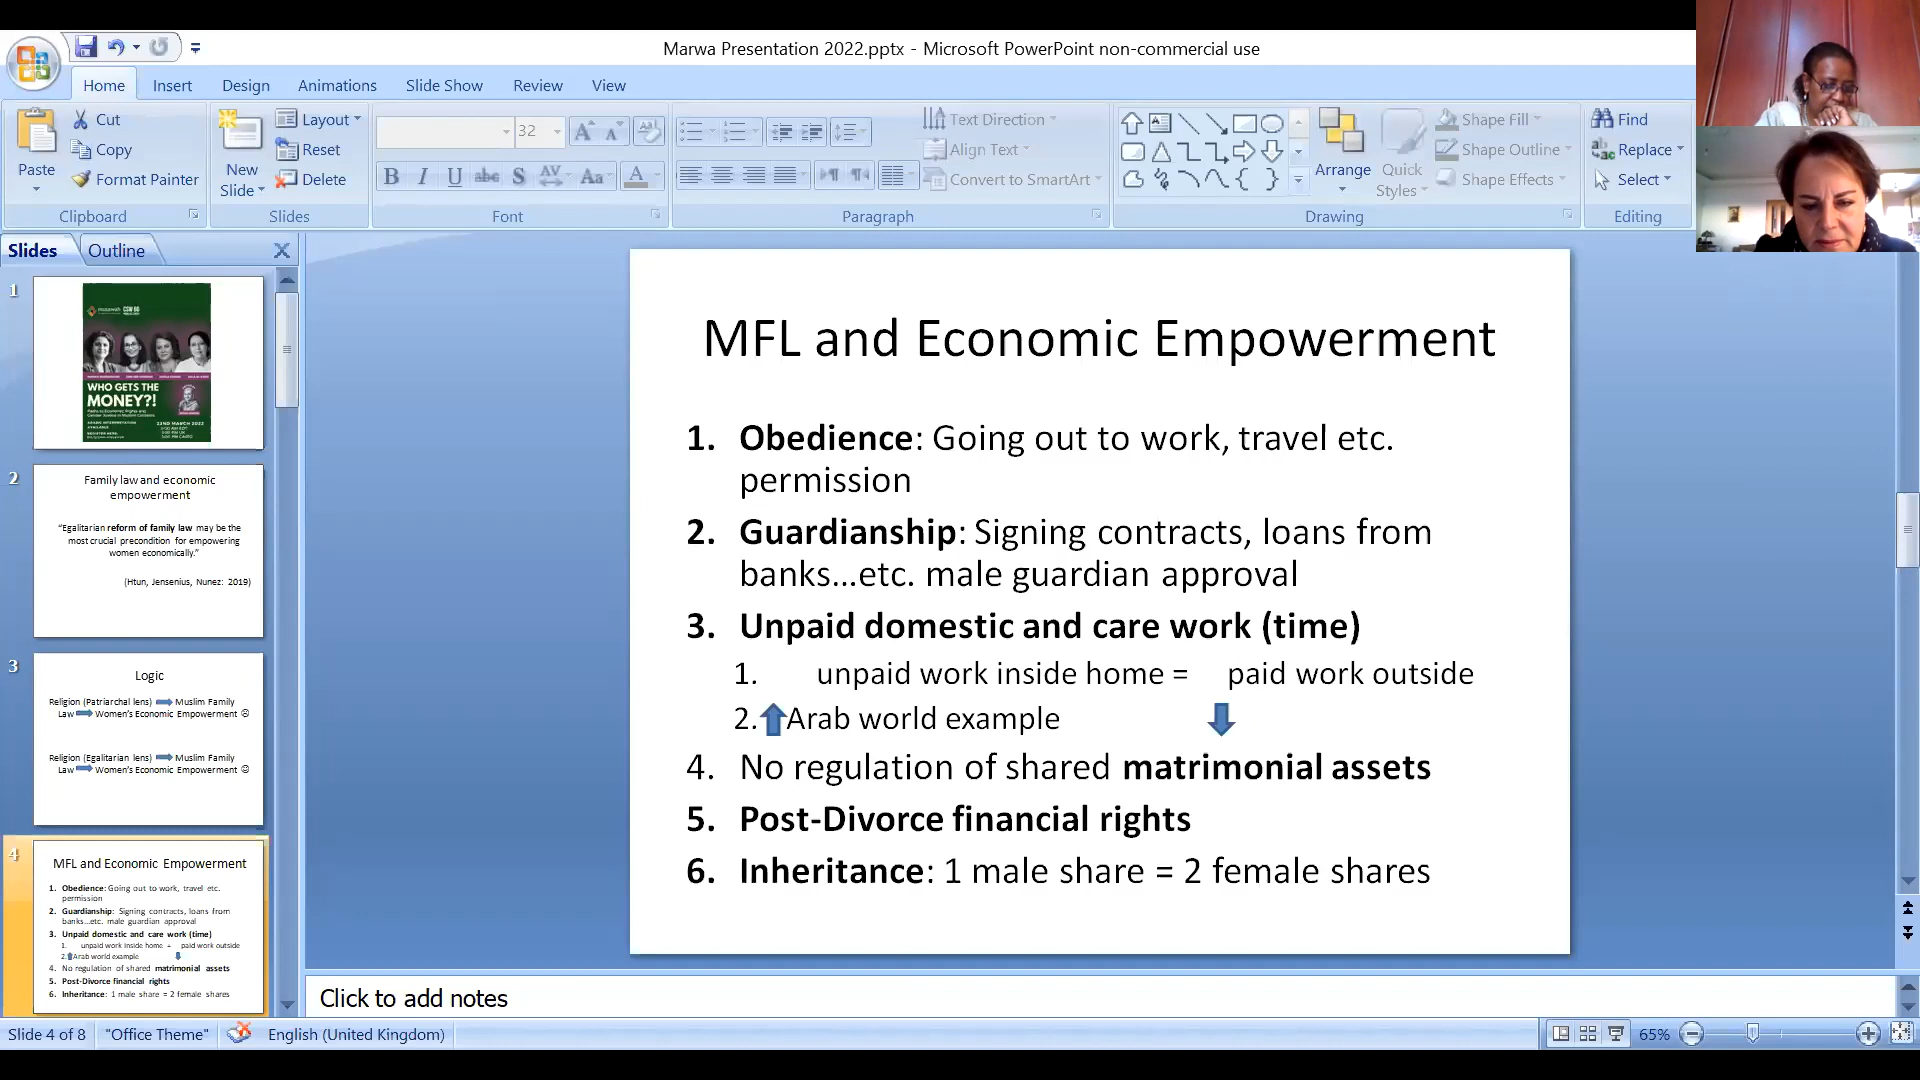 Marwa Presentation 2022.pptx - Microsoft PowerPoint non-commercial use
Home Insert Design Animations Slide Show Review View
Paste
Cut
Copy
Format Painter
Clipboard
New
Slide
Layout
Reset
Delete
Slides
32
Font
Text Direction
Align Text
Convert to SmartArt
Paragraph
Arrange
Quick
Styles
Shape Fill
Shape Outline
Shape Effects
Drawing
Find
Replace
Select
Editing
Slides Outline
1
CSW 66
WHO GETS THE
MONEY?!
22ND MARCH 2022
2
Family law and economic
empowerment
“Egalitarian reform of family law may be the
most crucial precondition for empowering
women economically.”
(Htun, Jensenius, Nunez: 2019)
3
Logic
Religion (Patriarchal lens) Muslim Family
Law Women’s Economic Empowerment ☹
Religion (Egalitarian lens) Muslim Family
Law Women’s Economic Empowerment ☺
4
MFL and Economic Empowerment
1. Obedience: Going out to work, travel etc.
permission
2. Guardianship: Signing contracts, loans from
banks...etc. male guardian approval
3. Unpaid domestic and care work (time)
1. unpaid work inside home = paid work outside
2. Arab world example
4. No regulation of shared matrimonial assets
5. Post-Divorce financial rights
6. Inheritance: 1 male share = 2 female shares
MFL and Economic Empowerment
1. Obedience: Going out to work, travel etc.
permission
2. Guardianship: Signing contracts, loans from
banks...etc. male guardian approval
3. Unpaid domestic and care work (time)
1. unpaid work inside home = paid work outside
2. Arab world example
4. No regulation of shared matrimonial assets
5. Post-Divorce financial rights
6. Inheritance: 1 male share = 2 female shares
Click to add notes
Slide 4 of 8 "Office Theme" English (United Kingdom) 65%